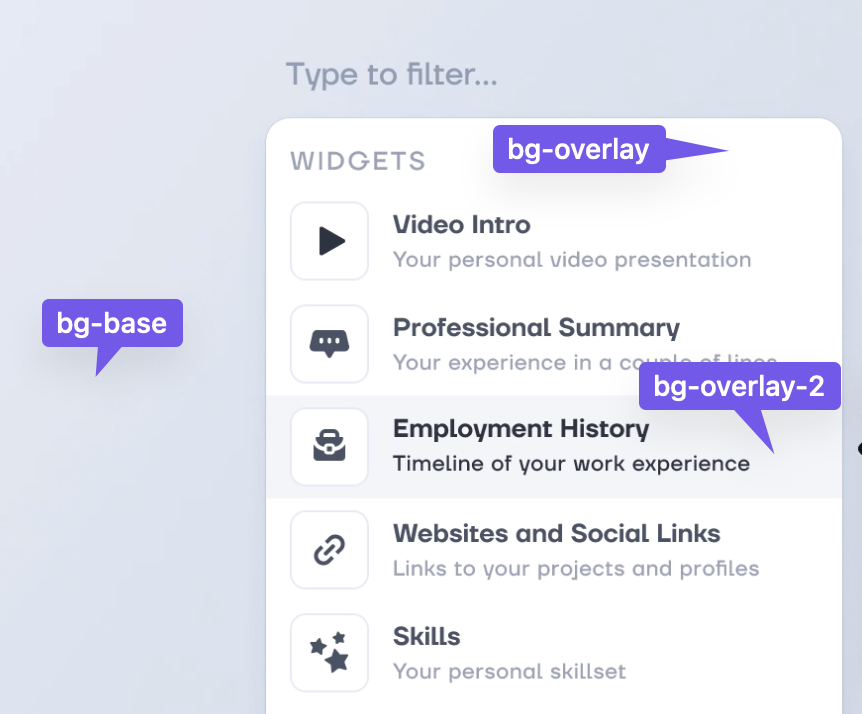 Type to filter...
WIDGETS
bg-overlay
Video Intro
Your personal video presentation
bg-base
Professional Summary
Your experience in a couple of lines
bg-overlay-2
Employment History
Timeline of your work experience
Websites and Social Links
Links to your projects and profiles
Skills
Your personal skillset